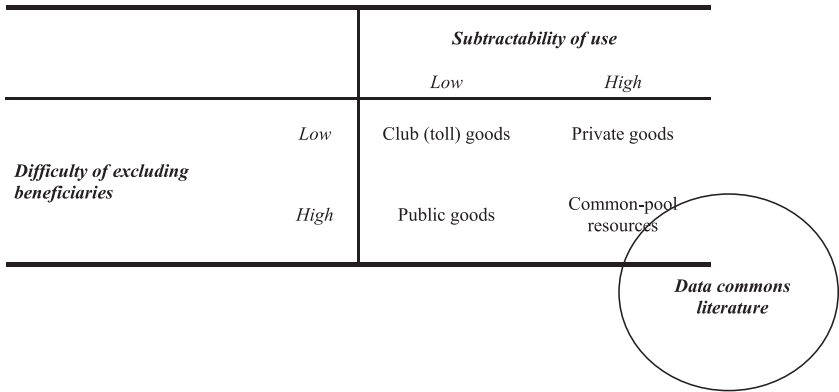 Subtractability of use
Low High
Low Club (toll) goods Private goods
Difficulty of excluding
beneficiaries
High Public goods Common-pool
resources
Data commons
literature